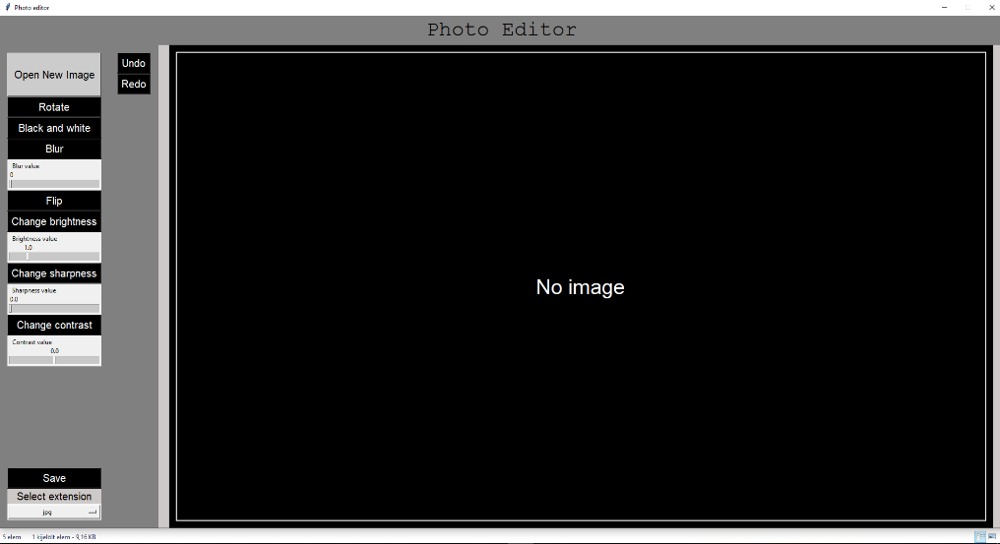 Photo editor
Photo Editor
Open New Image
Undo
Redo
Rotate
Black and white
Blur
Blur value
0
Flip
Change brightness
Brightness value
1.0
Change sharpness
Sharpness value
0.0
Change contrast
Contrast value
0.0
No image
Save
Select extension
jpg
5 elem 1 kijelölt elem - 9,16 KB